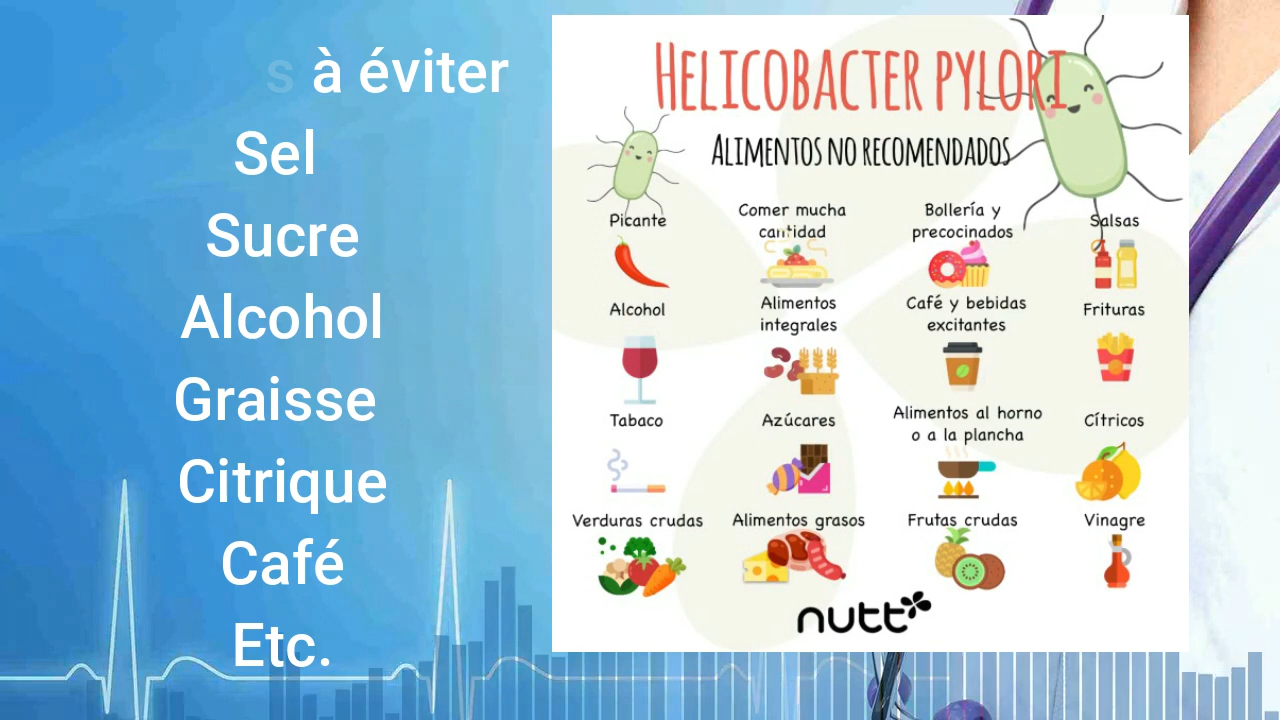 s à éviter
Sel
Sucre
Alcohol
Graisse
Citrique
Café
Etc.
HELICOBACTER PYLORI
ALIMENTOS NO RECOMENDADOS
Picante
Comer mucha
cantidad
Bollería y
precocinados
Salsas
Alcohol
Alimentos
integrales
Café y bebidas
excitantes
Frituras
Tabaco
Azúcares
Alimentos al horno
o a la plancha
Cítricos
Verduras crudas
Alimentos grasos
Frutas crudas
Vinagre
nutt